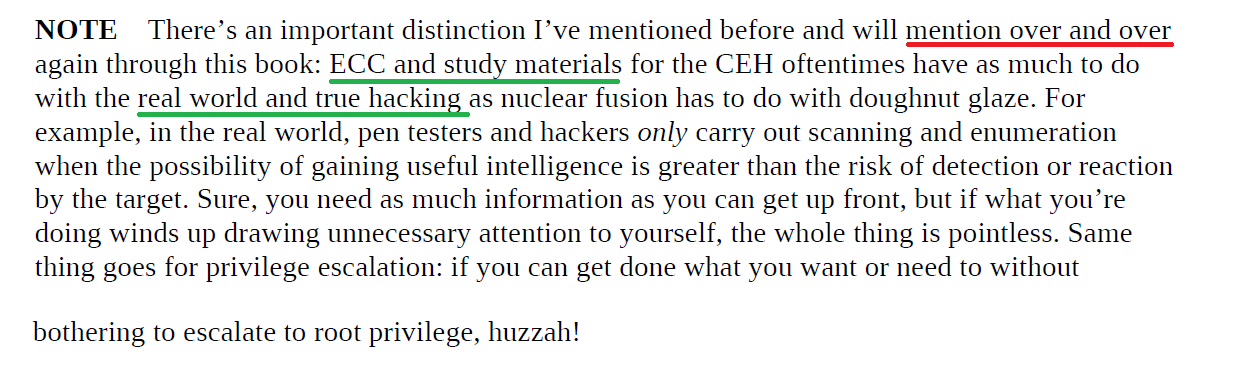 NOTE There’s an important distinction I’ve mentioned before and will mention over and over
again through this book: ECC and study materials for the CEH oftentimes have as much to do
with the real world and true hacking as nuclear fusion has to do with doughnut glaze. For
example, in the real world, pen testers and hackers only carry out scanning and enumeration
when the possibility of gaining useful intelligence is greater than the risk of detection or reaction
by the target. Sure, you need as much information as you can get up front, but if what you’re
doing winds up drawing unnecessary attention to yourself, the whole thing is pointless. Same
thing goes for privilege escalation: if you can get done what you want or need to without
bothering to escalate to root privilege, huzzah!